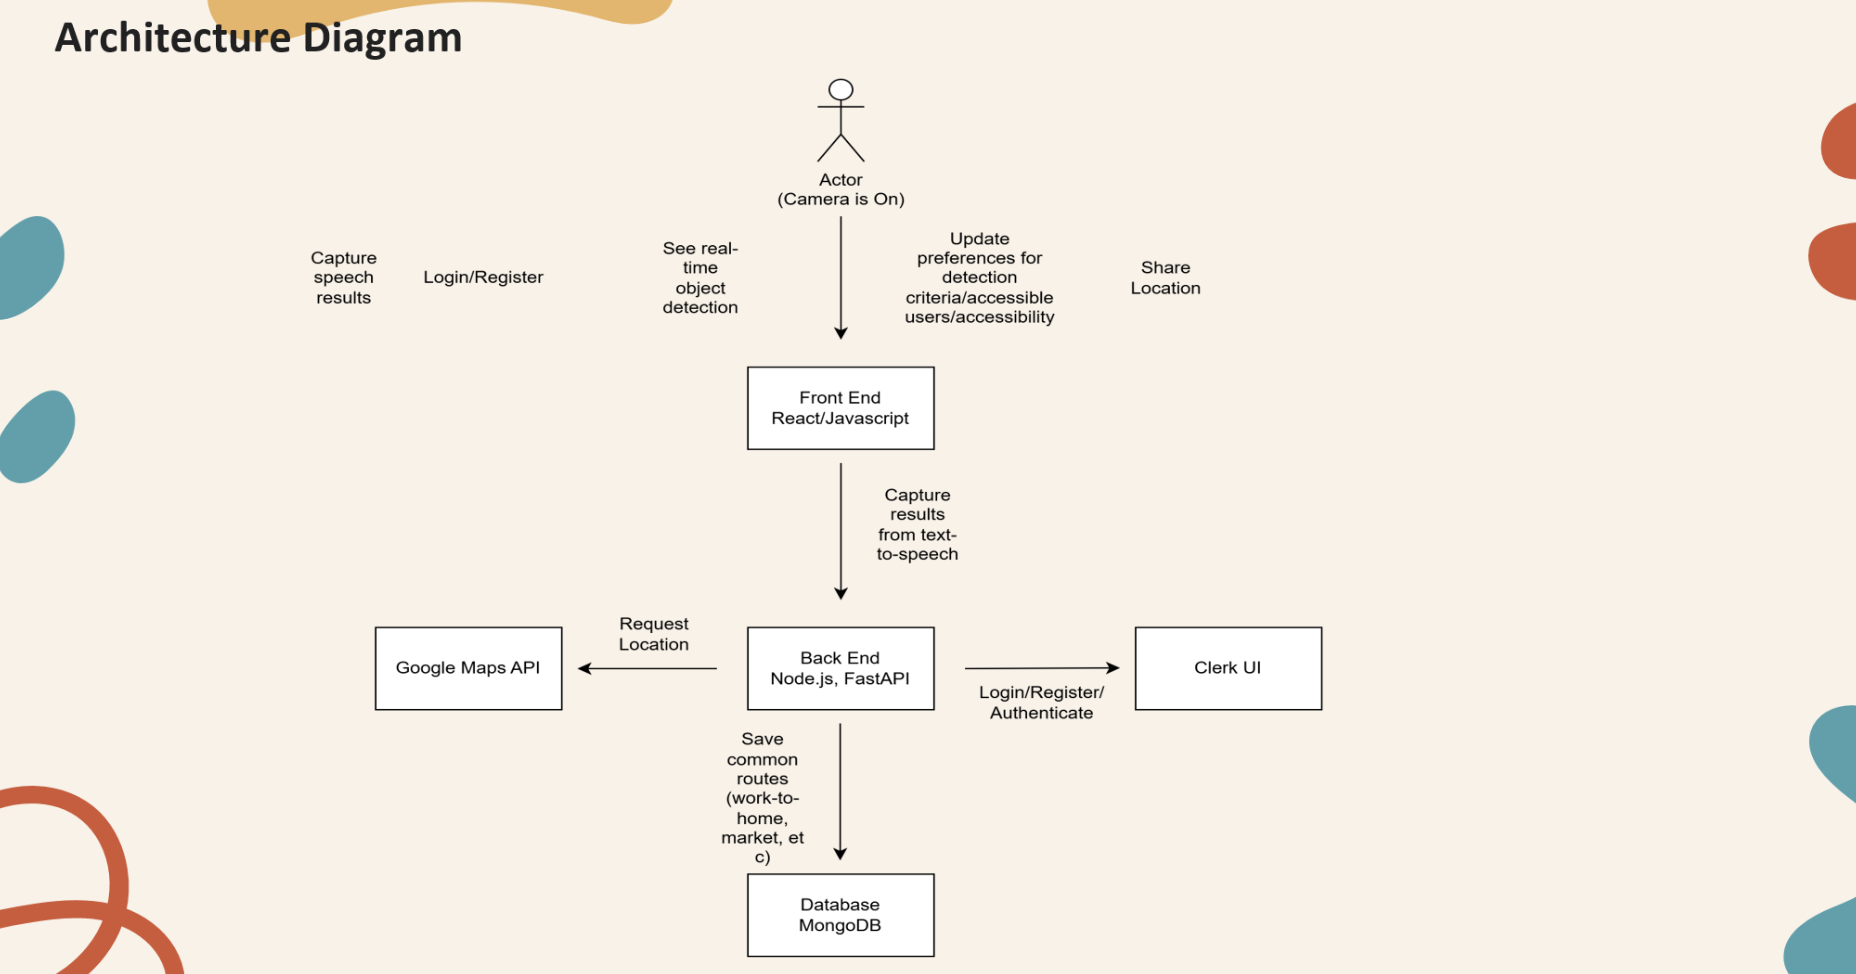 Architecture Diagram
Actor
(Camera is On)
Capture
speech
results
Login/Register
See real-
time
object
detection
Update
preferences for
detection
criteria/accessible
users/accessibility
Share
Location
Front End
React/Javascript
Capture
results
from text-
to-speech
Google Maps API
Request
Location
Back End
Node.js, FastAPI
Login/Register/
Authenticate
Clerk UI
Save
common
routes
(work-to-
home,
market, et
c)
Database
MongoDB